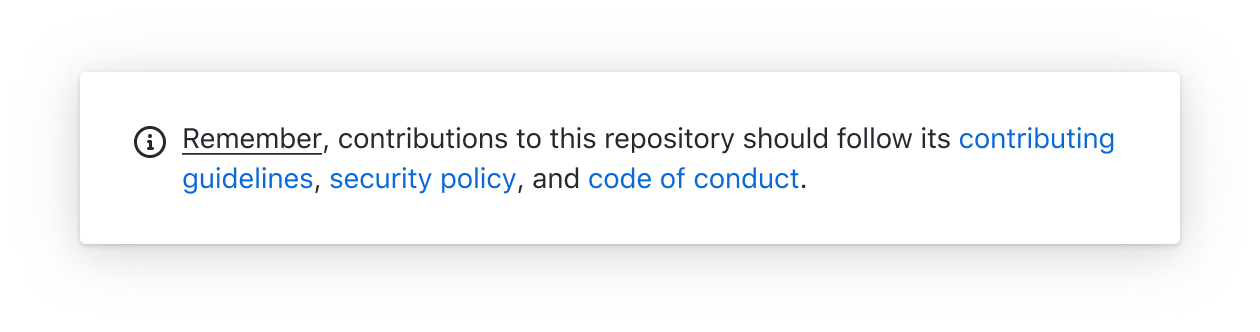 Remember, contributions to this repository should follow its contributing
guidelines, security policy, and code of conduct.